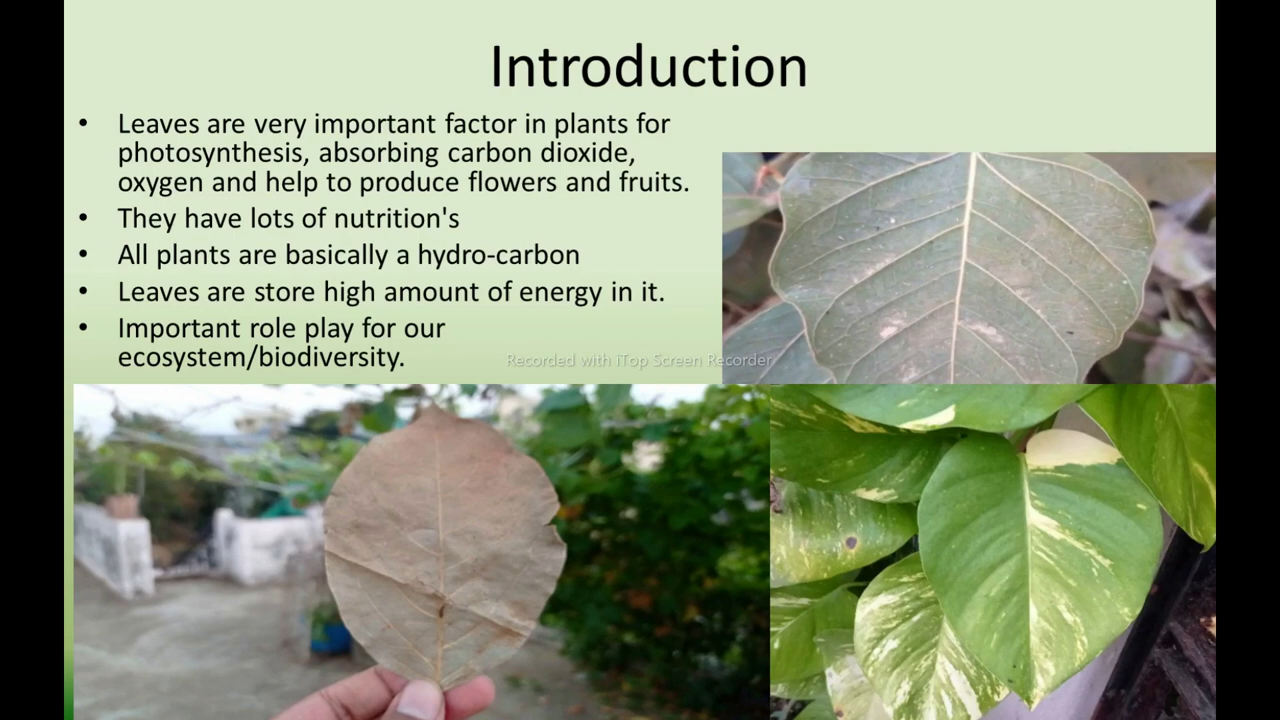 Introduction
• Leaves are very important factor in plants for
photosynthesis, absorbing carbon dioxide,
oxygen and help to produce flowers and fruits.
• They have lots of nutrition's
• All plants are basically a hydro-carbon
• Leaves are store high amount of energy in it.
• Important role play for our
ecosystem/biodiversity.
Recorded with iTop Screen Recorder